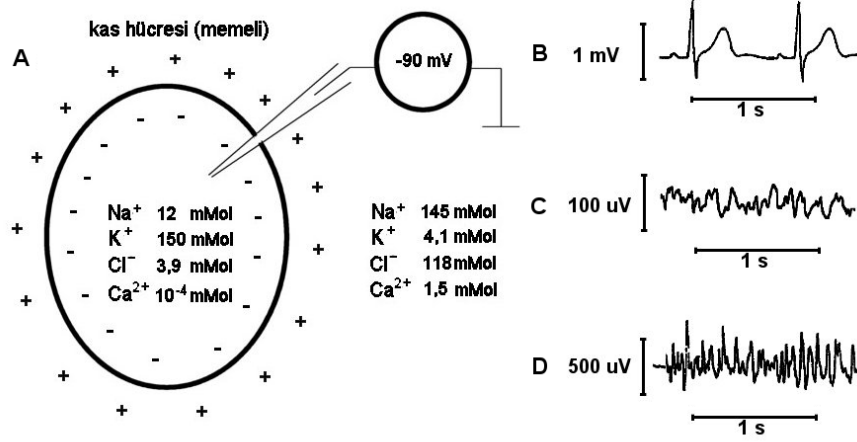 kas hücresi (memeli)
A
-90 mV
Na⁺ 12 mMol
K⁺ 150 mMol
Cl⁻ 3,9 mMol
Ca²⁺ 10⁻⁴ mMol
Na⁺ 145 mMol
K⁺ 4,1 mMol
Cl⁻ 118 mMol
Ca²⁺ 1,5 mMol
B 1 mV
1 s
C 100 uV
1 s
D 500 uV
1 s